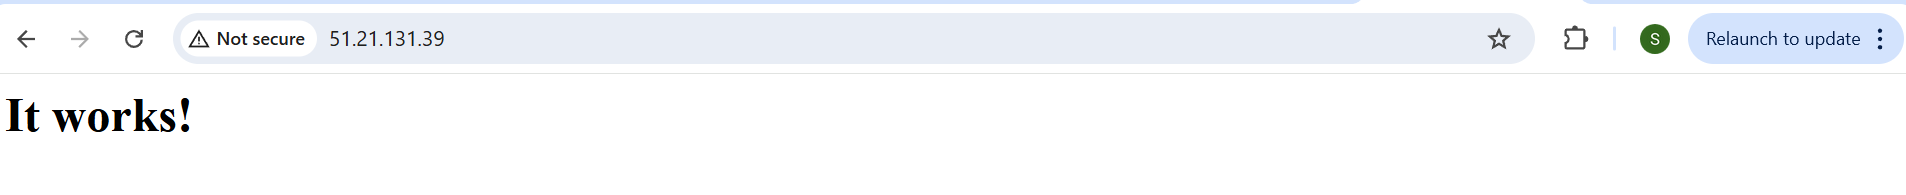 Not secure 51.21.131.39 S Relaunch to update
It works!